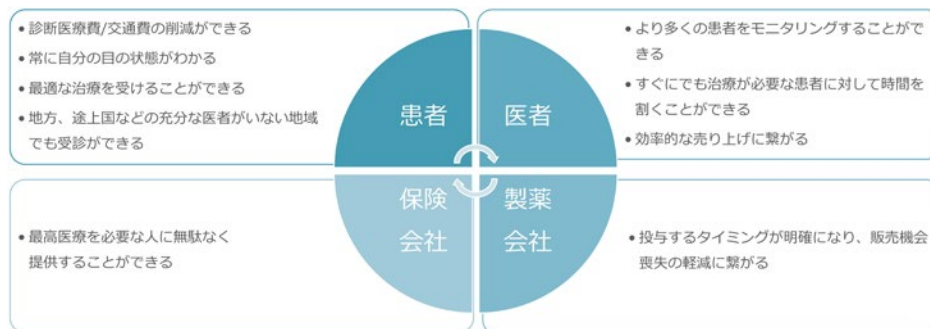 • 診断医療費/交通費の削減ができる
• 常に自分の目の状態がわかる
• 最適な治療を受けることができる
• 地方、途上国などの充分な医者がいない地域
でも受診ができる
患者
医者
• より多くの患者をモニタリングすることがで
きる
• すぐにでも治療が必要な患者に対して時間を
割くことができる
• 効率的な売り上げに繋がる
• 最高医療を必要な人に無駄なく
提供することができる
保険
会社
製薬
会社
• 投与するタイミングが明確になり、販売機会
喪失の軽減に繋がる